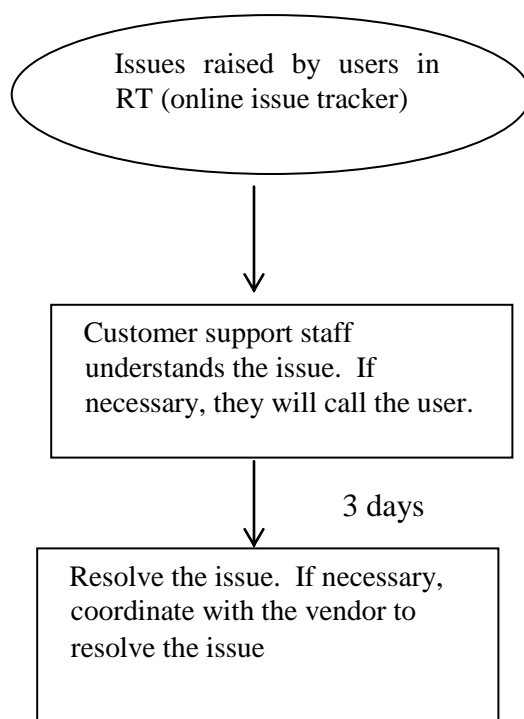 Issues raised by users in
RT (online issue tracker)
Customer support staff
understands the issue. If
necessary, they will call the user.
3 days
Resolve the issue. If necessary,
coordinate with the vendor to
resolve the issue